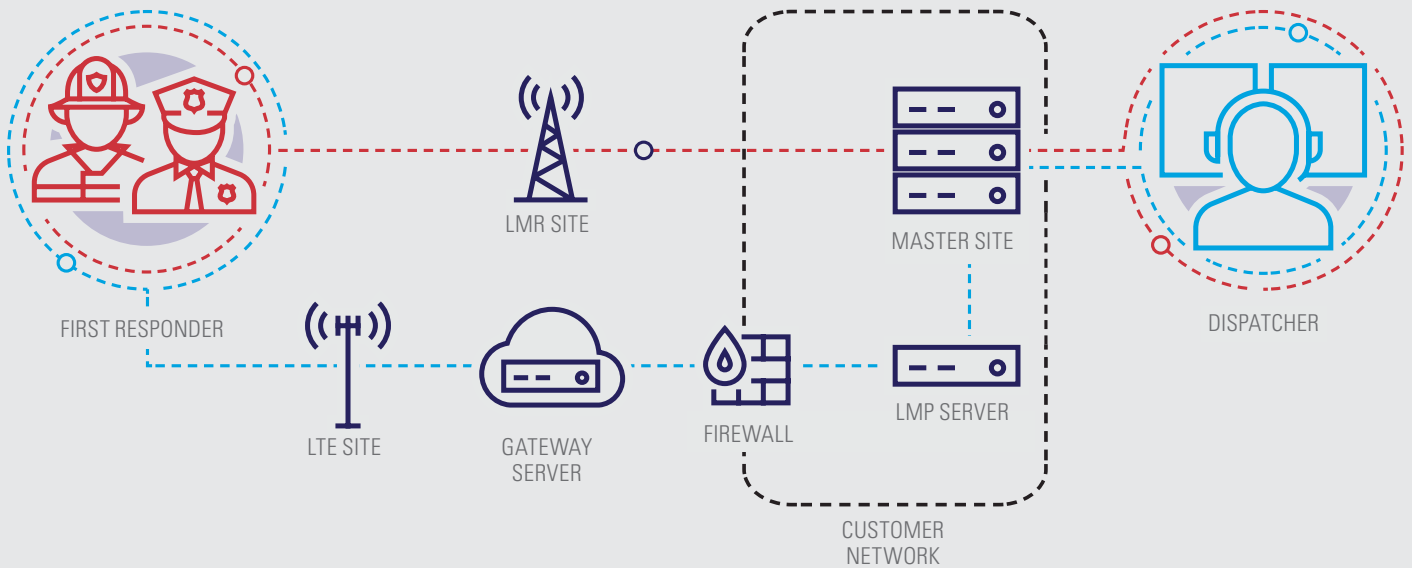 LMR SITE
MASTER SITE
FIRST RESPONDER
DISPATCHER
LTE SITE
GATEWAY
SERVER
FIREWALL
LMP SERVER
CUSTOMER
NETWORK